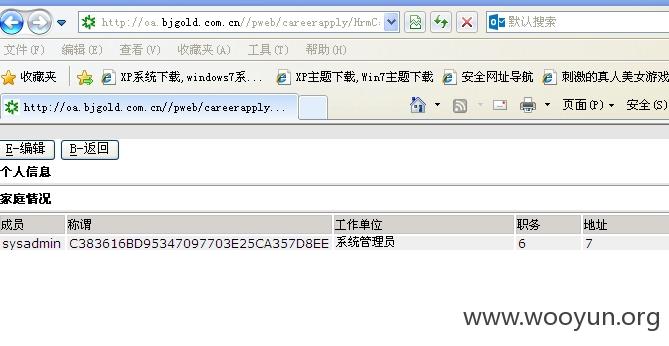 http://oa.bjgold.com.cn//pweb/careerapply/HrmC
默认搜索
文件(F) 编辑(E) 查看(V) 收藏夹(A) 工具(T) 帮助(H)
收藏夹 XP系统下载,windows7系... XP主题下载,Win7主题下载 安全网址导航 刺激的真人美女游戏
http://oa.bjgold.com.cn//pweb/careerapply... 页面(P) 安全(S)
E-编辑 B-返回
个人信息
家庭情况
成员 称谓 工作单位 职务 地址
sysadmin C383616BD95347097703E25CA357D8EE 系统管理员 6 7
www.wooyun.org